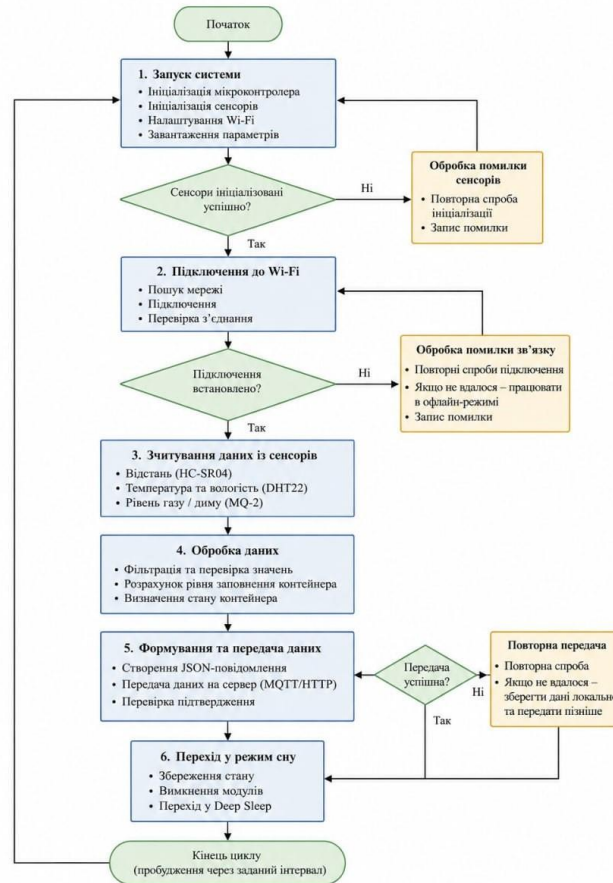 Початок
1. Запуск системи
• Ініціалізація мікроконтролера
• Ініціалізація сенсорів
• Налаштування Wi-Fi
• Завантаження параметрів
Сенсори ініціалізовані
успішно?
Ні
Обробка помилки
сенсорів
• Повторна спроба
ініціалізації
• Запис помилки
Так
2. Підключення до Wi-Fi
• Пошук мережі
• Підключення
• Перевірка з’єднання
Підключення
встановлено?
Ні
Обробка помилки зв’язку
• Повторні спроби підключення
• Якщо не вдалося – працювати
в офлайн-режимі
• Запис помилки
Так
3. Зчитування даних із сенсорів
• Відстань (HC-SR04)
• Температура та вологість (DHT22)
• Рівень газу / диму (MQ-2)
4. Обробка даних
• Фільтрація та перевірка значень
• Розрахунок рівня заповнення контейнера
• Визначення стану контейнера
5. Формування та передача даних
• Створення JSON-повідомлення
• Передача даних на сервер (MQTT/HTTP)
• Перевірка підтвердження
Передача
успішна?
Ні
Так
Повторна передача
• Повторна спроба
• Якщо не вдалося –
зберегти дані локально
та передати пізніше
6. Перехід у режим сну
• Збереження стану
• Вимкнення модулів
• Перехід у Deep Sleep
Кінець циклу
(пробудження через заданий інтервал)